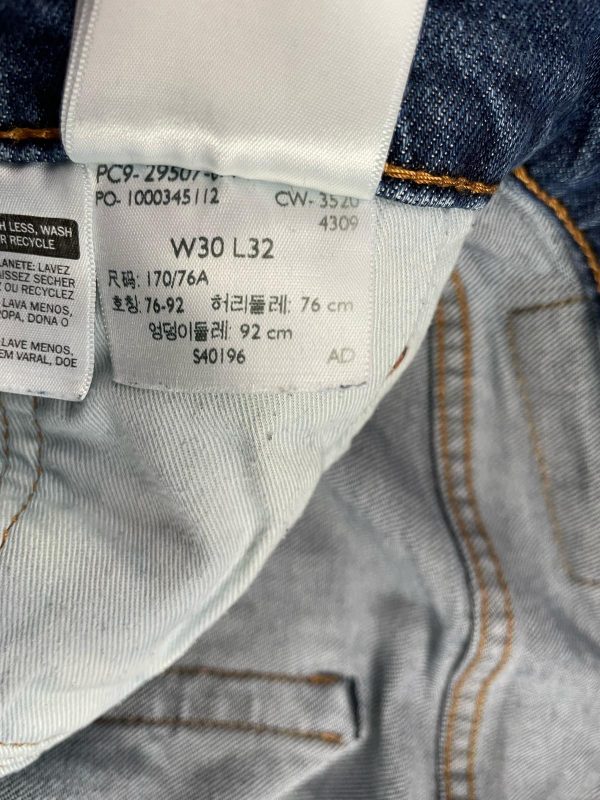 H LESS, WASH
R RECYCLE
LANETE: LAVEZ
AISSEZ SECHER
Z OU RECYCLEZ
LAVA MENOS,
OPA, DONA O
LAVE MENOS,
EM VARAL, DOE
PC9- 29507-
PO- 1000345112
CW- 3520
4309
W30 L32
尺码: 170/76A
호칭: 76-92 허리둘레: 76 cm
엉덩이둘레: 92 cm
S40196 AD